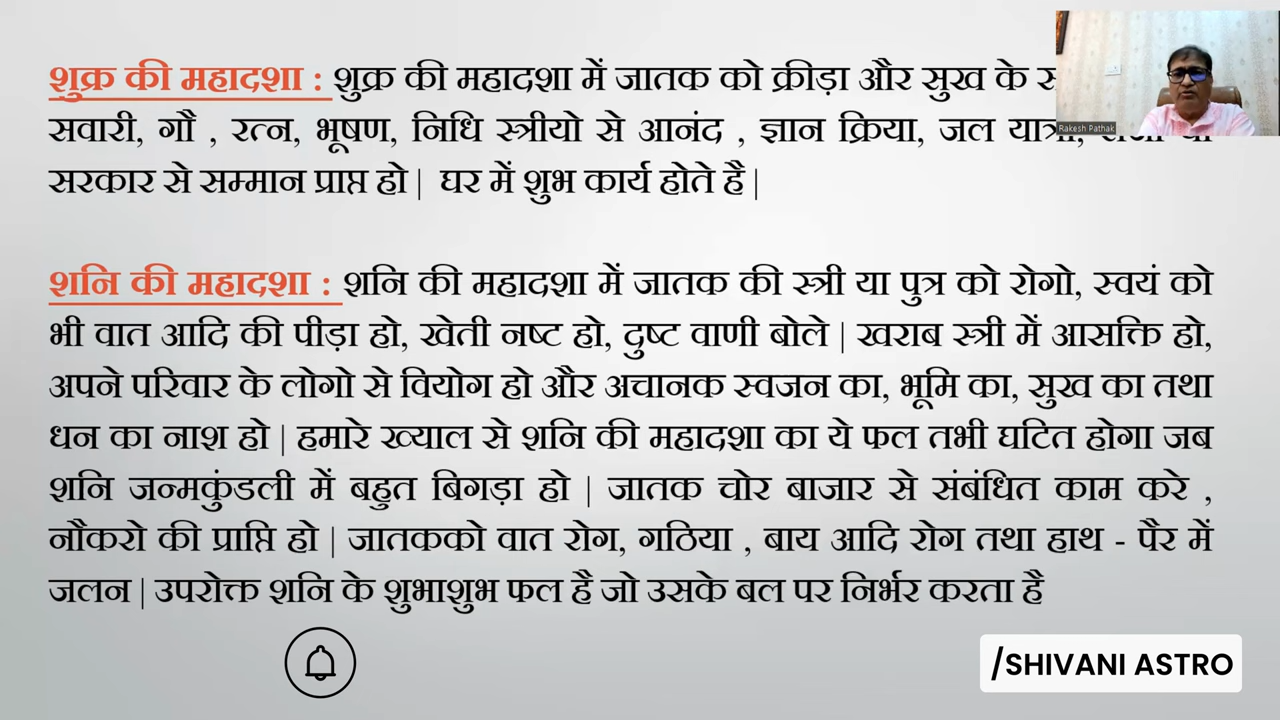 शुक्र की महादशा : शुक्र की महादशा में जातक को क्रीड़ा और सुख के
Rakesh Pathak
सवारी, गौ , रत्न, भूषण, निधि स्त्रीयो से आनंद , ज्ञान क्रिया, जल
सरकार से सम्मान प्राप्त हो | घर में शुभ कार्य होते है |
शनि की महादशा : शनि की महादशा में जातक की स्त्री या पुत्र को रोगो, स्वयं को
भी वात आदि की पीड़ा हो, खेती नष्ट हो, दुष्ट वाणी बोले | खराब स्त्री में आसक्ति हो,
अपने परिवार के लोगो से वियोग हो और अचानक स्वजन का, भूमि का, सुख का तथा
धन का नाश हो | हमारे ख्याल से शनि की महादशा का ये फल तभी घटित होगा जब
शनि जन्मकुंडली में बहुत बिगड़ा हो | जातक चोर बाजार से संबंधित काम करे ,
नौकरो की प्राप्ति हो | जातकको वात रोग, गठिया , बाय आदि रोग तथा हाथ - पैर में
जलन | उपरोक्त शनि के शुभाशुभ फल है जो उसके बल पर निर्भर करता है
/SHIVANI ASTRO